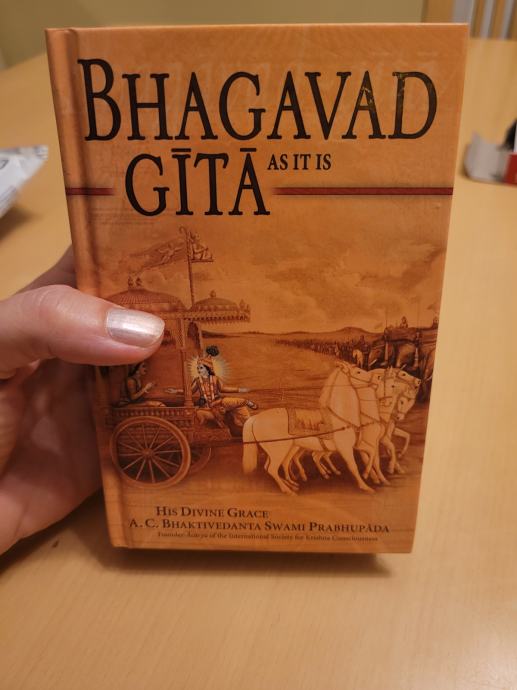 BHAGAVAD
GĪTĀ AS IT IS
HIS DIVINE GRACE
A. C. BHAKTIVEDANTA SWAMI PRABHUPĀDA
Founder-Ācārya of the International Society for Krishna Consciousness